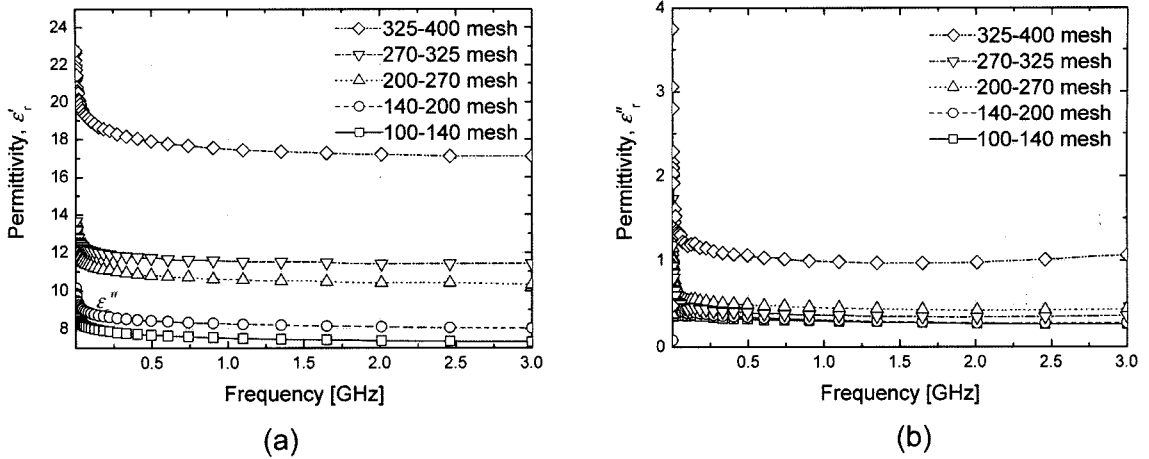 25
24
22
20
18
16
14
12
10
8
0.5 1.0 1.5 2.0 2.5 3.0
Permittivity, ε′r
Frequency [GHz]
325-400 mesh
270-325 mesh
200-270 mesh
140-200 mesh
100-140 mesh
ε″
(a)
4
3
2
1
0
0.5 1.0 1.5 2.0 2.5 3.0
Permittivity, ε″r
Frequency [GHz]
325-400 mesh
270-325 mesh
200-270 mesh
140-200 mesh
100-140 mesh
(b)